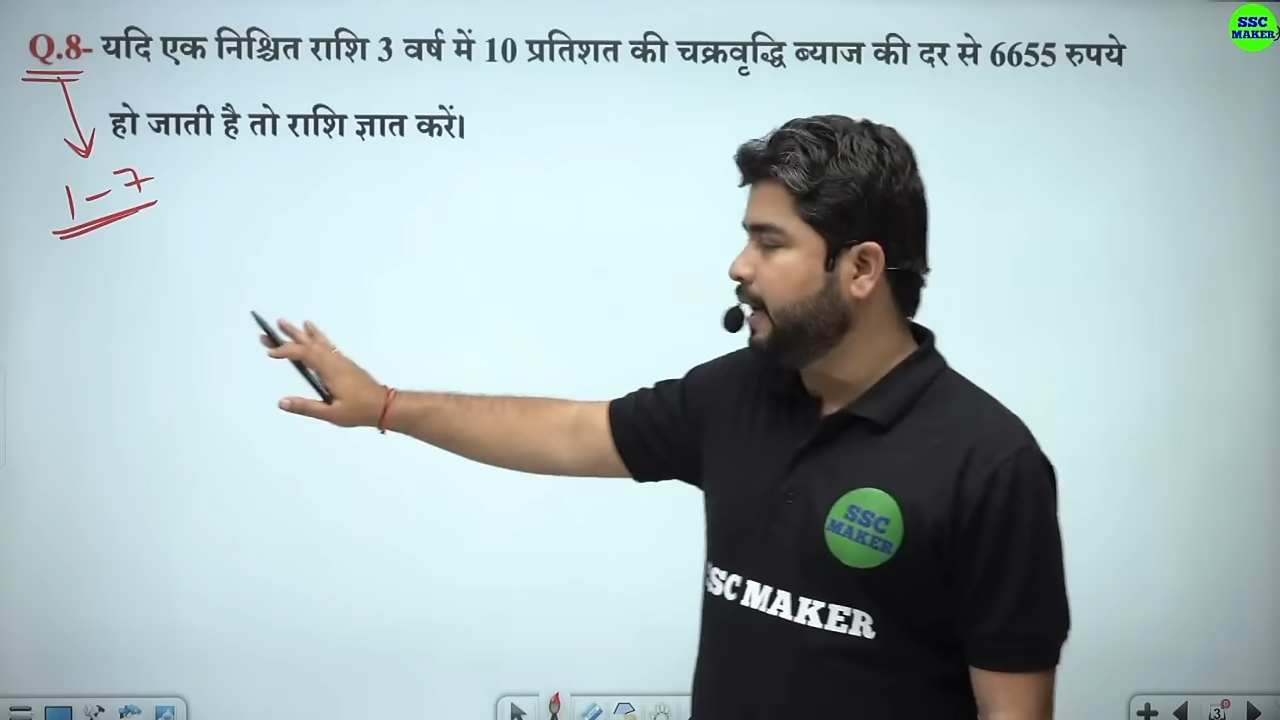 SSC
MAKER
Q.8- यदि एक निश्चित राशि 3 वर्ष में 10 प्रतिशत की चक्रवृद्धि ब्याज की दर से 6655 रुपये
हो जाती है तो राशि ज्ञात करें।
1-7
SSC
MAKER
SSC MAKER
3